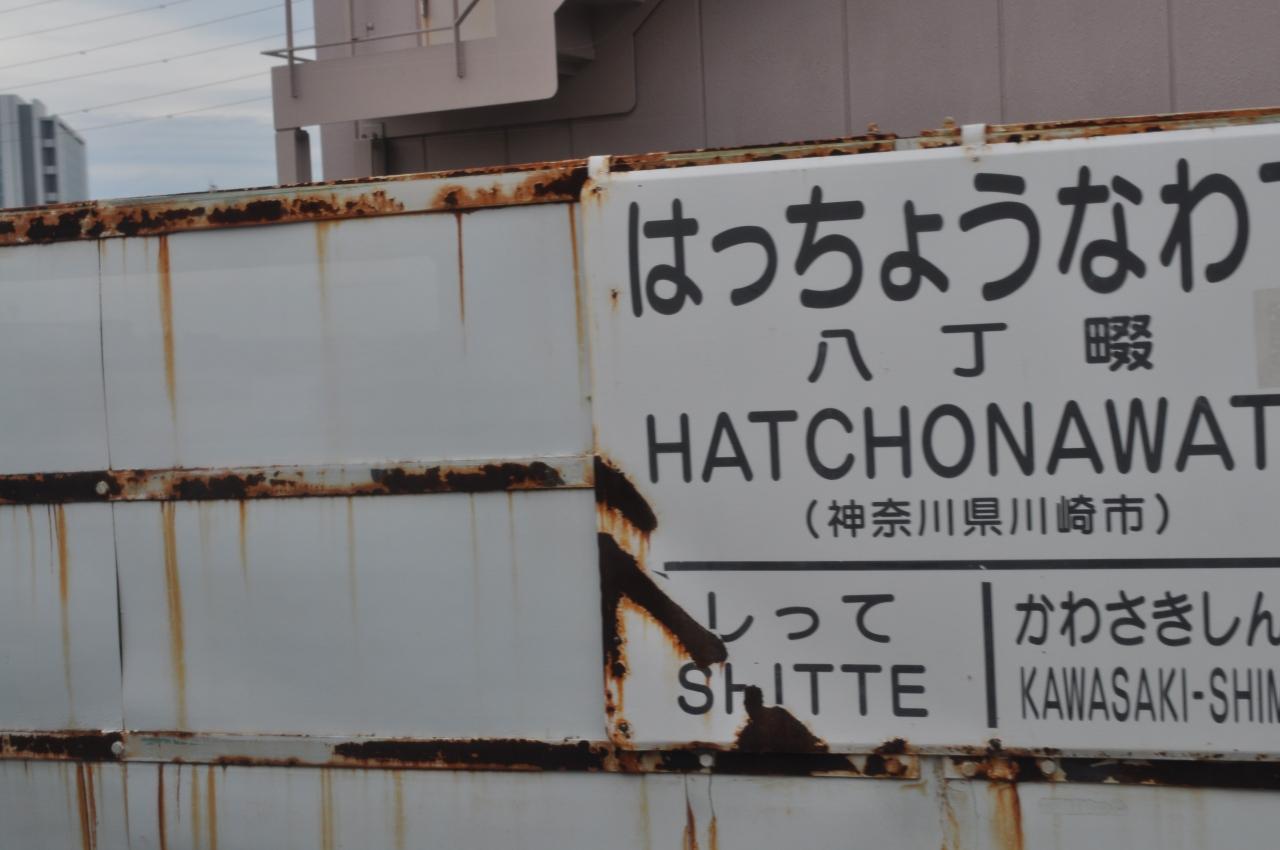 はっちょうなわ
八丁畷
HATCHONAWAT
(神奈川県川崎市)
しって
かわさきしん
SHITTE
KAWASAKI-SHIN